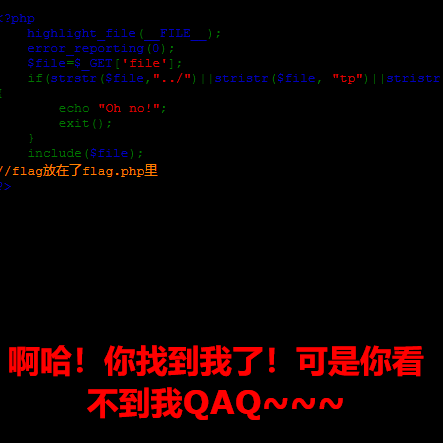 <?php
highlight_file(__FILE__);
error_reporting(0);
$file=$_GET['file'];
if(strstr($file,"../")||stristr($file, "tp")||stristr
{
echo "Oh no!";
exit();
}
include($file);
//flag放在了flag.php里
?>
啊哈！你找到我了！可是你看
不到我QAQ~~~